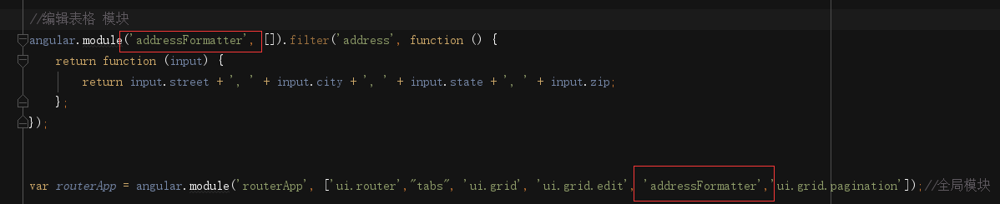 //编辑表格 模块
angular.module('addressFormatter', []).filter('address', function () {
return function (input) {
return input.street + ', ' + input.city + ', ' + input.state + ', ' + input.zip;
};
});
var routerApp = angular.module('routerApp', ['ui.router',"tabs", 'ui.grid', 'ui.grid.edit', 'addressFormatter','ui.grid.pagination']);//全局模块